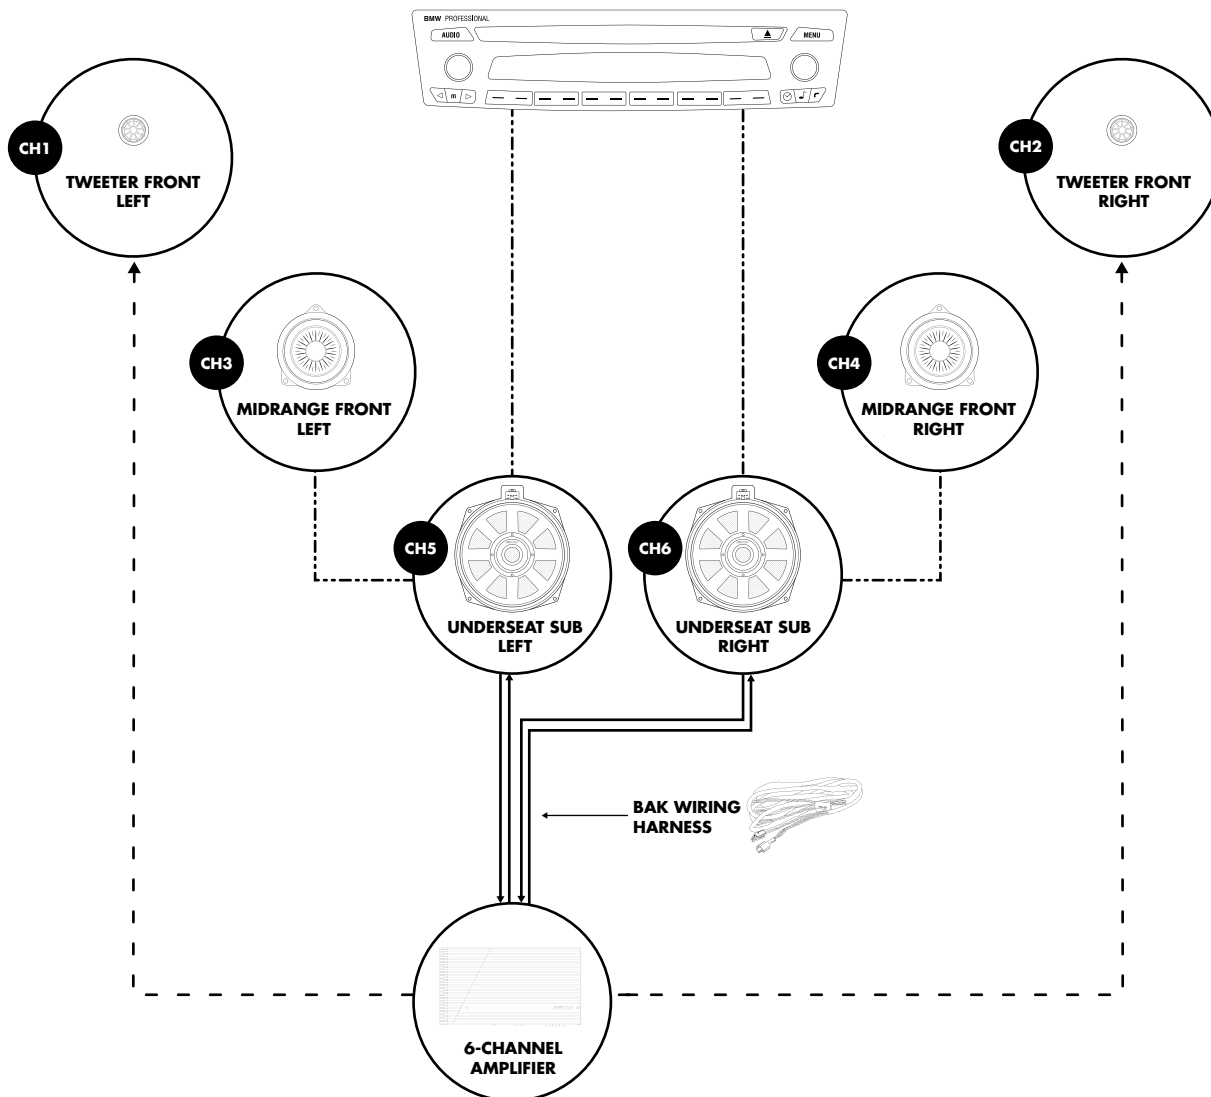 BMW PROFESSIONAL
AUDIO
MENU
m
CH1
TWEETER FRONT
LEFT
CH2
TWEETER FRONT
RIGHT
CH3
MIDRANGE FRONT
LEFT
CH4
MIDRANGE FRONT
RIGHT
CH5
UNDERSEAT SUB
LEFT
CH6
UNDERSEAT SUB
RIGHT
BAK WIRING
HARNESS
6-CHANNEL
AMPLIFIER